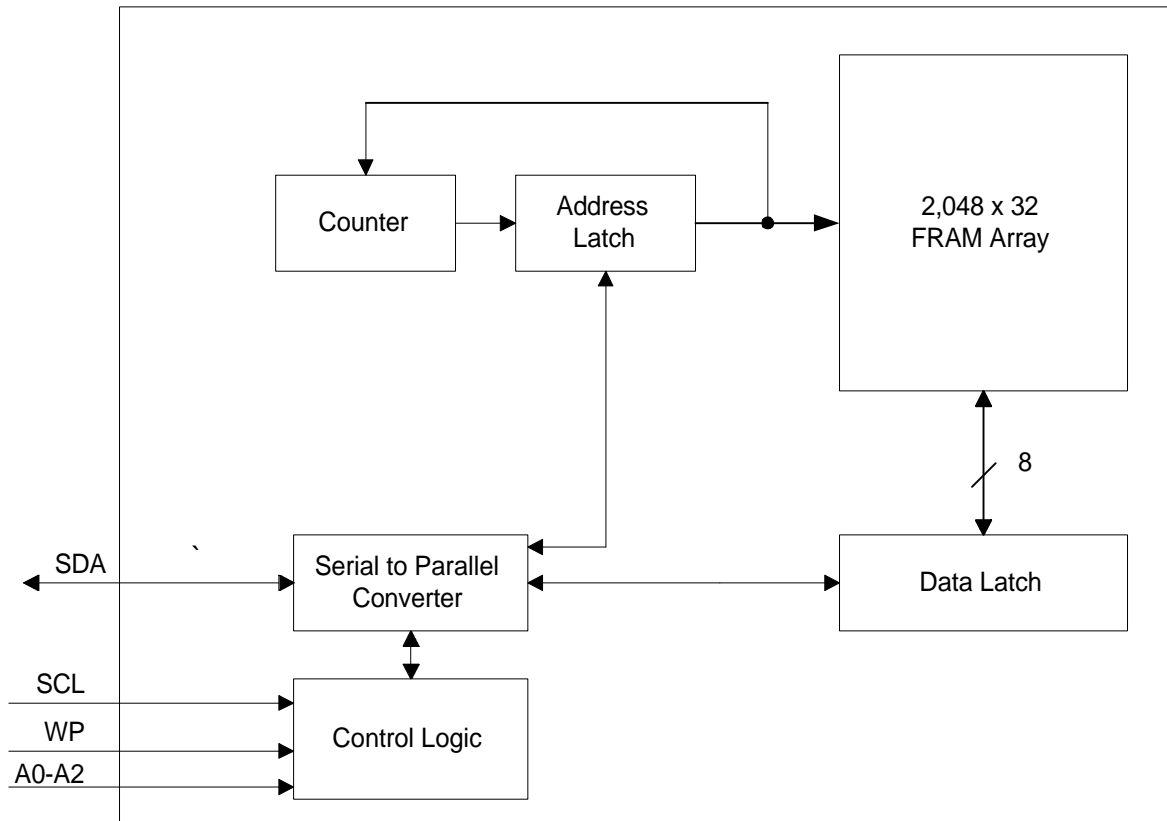 Counter
Address
Latch
2,048 x 32
FRAM Array
8
SDA
`
Serial to Parallel
Converter
Data Latch
SCL
WP
A0-A2
Control Logic